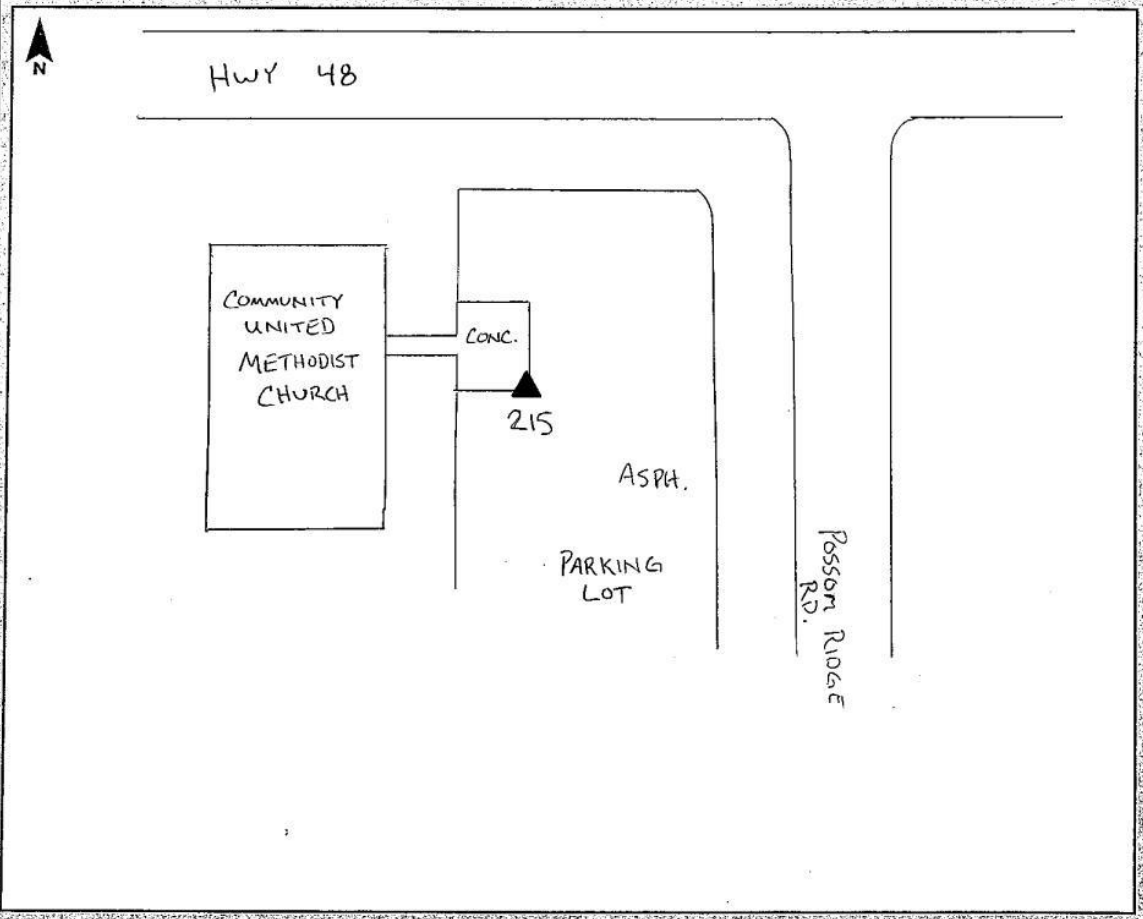 N
HWY 48
COMMUNITY
UNITED
METHODIST
CHURCH
CONC.
215
ASPH.
PARKING
LOT
POSSOM RIDGE
RD.